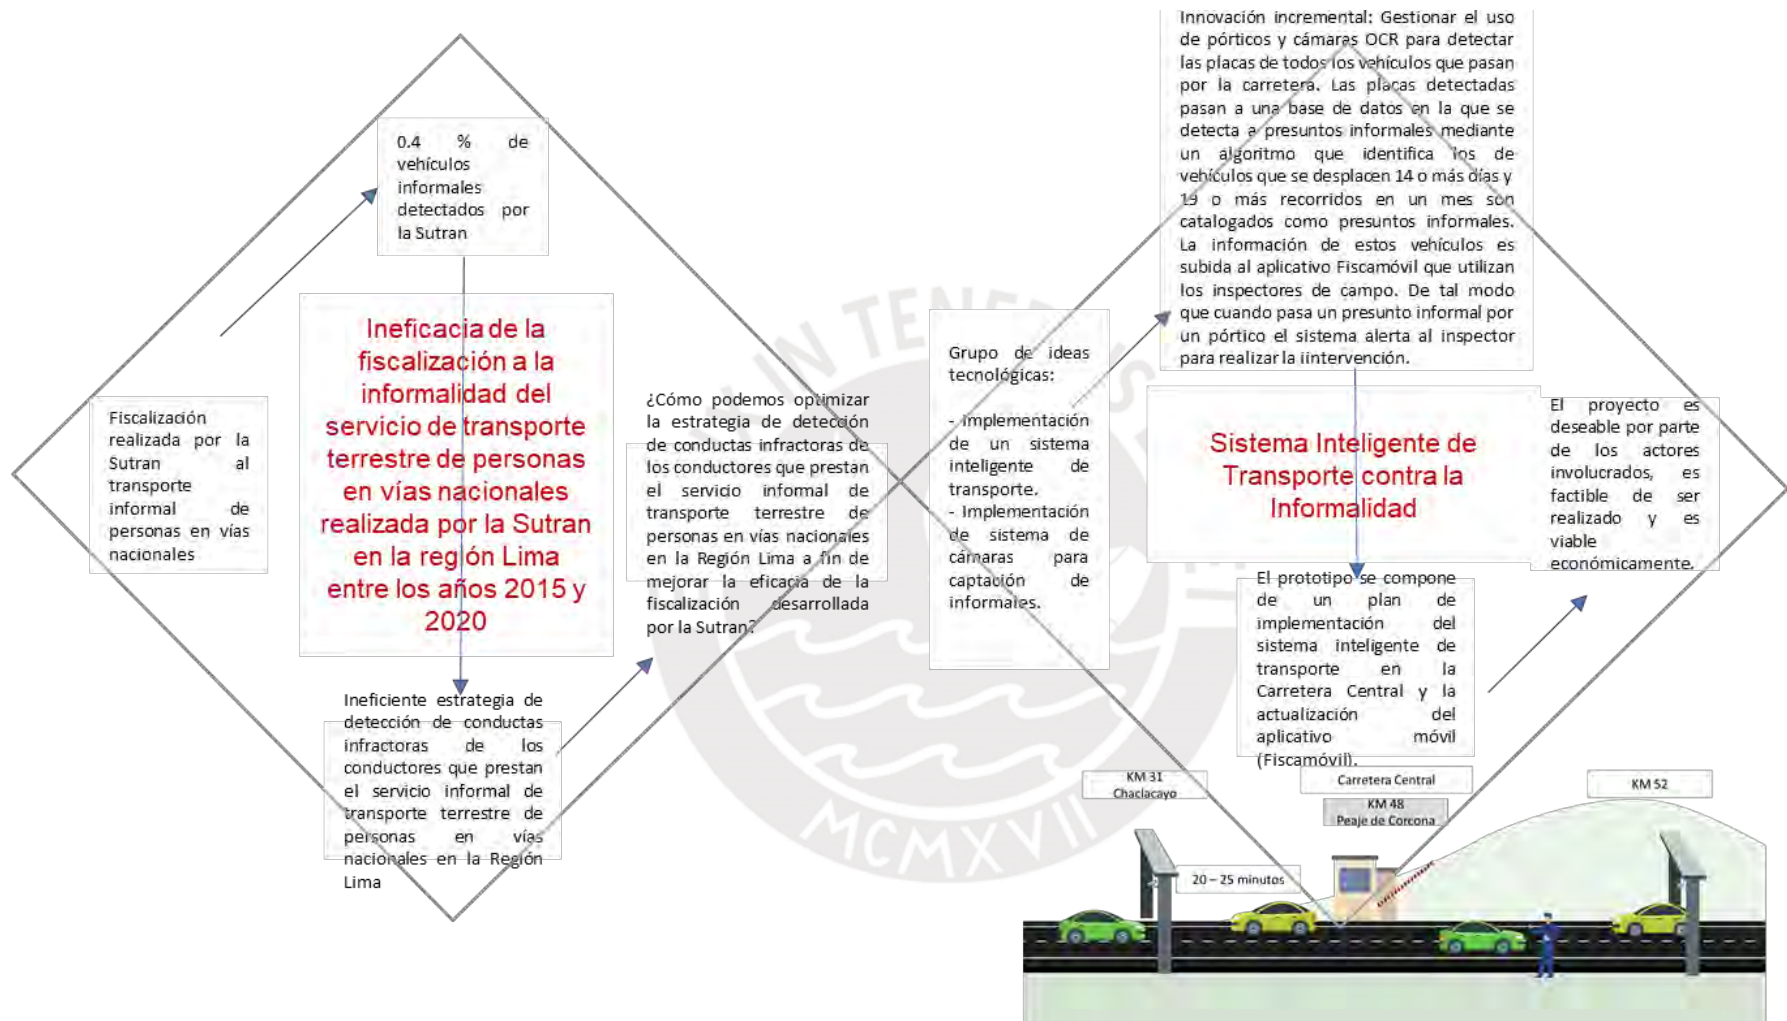 0.4 % de
vehículos
informales
detectados por
la Sutran
Ineficacia de la
fiscalización a la
informalidad del
servicio de transporte
terrestre de personas
en vías nacionales
realizada por la Sutran
en la región Lima
entre los años 2015 y
2020
Fiscalización
realizada por la
Sutran al
transporte
informal de
personas en vías
nacionales
Ineficiente estrategia de
detección de conductas
infractoras de los
conductores que prestan
el servicio informal de
transporte terrestre de
personas en vías
nacionales en la Región
Lima
¿Cómo podemos optimizar
la estrategia de detección
de conductas infractoras de
los conductores que prestan
el servicio informal de
transporte terrestre de
personas en vías nacionales
en la Región Lima a fin de
mejorar la eficacia de la
fiscalización desarrollada
por la Sutran?
Grupo de ideas
tecnológicas:
- Implementación
de un sistema
inteligente de
transporte.
- Implementación
de sistema de
cámaras para
captación de
informales.
Innovación incremental: Gestionar el uso
de pórticos y cámaras OCR para detectar
las placas de todos los vehículos que pasan
por la carretera. Las placas detectadas
pasan a una base de datos en la que se
detecta a presuntos informales mediante
un algoritmo que identifica los de
vehículos que se desplacen 14 o más días y
19 o más recorridos en un mes son
catalogados como presuntos informales.
La información de estos vehículos es
subida al aplicativo Fiscamóvil que utilizan
los inspectores de campo. De tal modo
que cuando pasa un presunto informal por
un pórtico el sistema alerta al inspector
para realizar la iintervención.
Sistema Inteligente de
Transporte contra la
Informalidad
El prototipo se compone
de un plan de
implementación del
sistema inteligente de
transporte en la
Carretera Central y la
actualización del
aplicativo móvil
(Fiscamóvil).
El proyecto es
deseable por parte
de los actores
involucrados, es
factible de ser
realizado y es
viable
económicamente.
KM 31
Chaclacayo
Carretera Central
KM 48
Peaje de Corcona
KM 52
20 – 25 minutos
IN TENEBRIS
MCMXVII